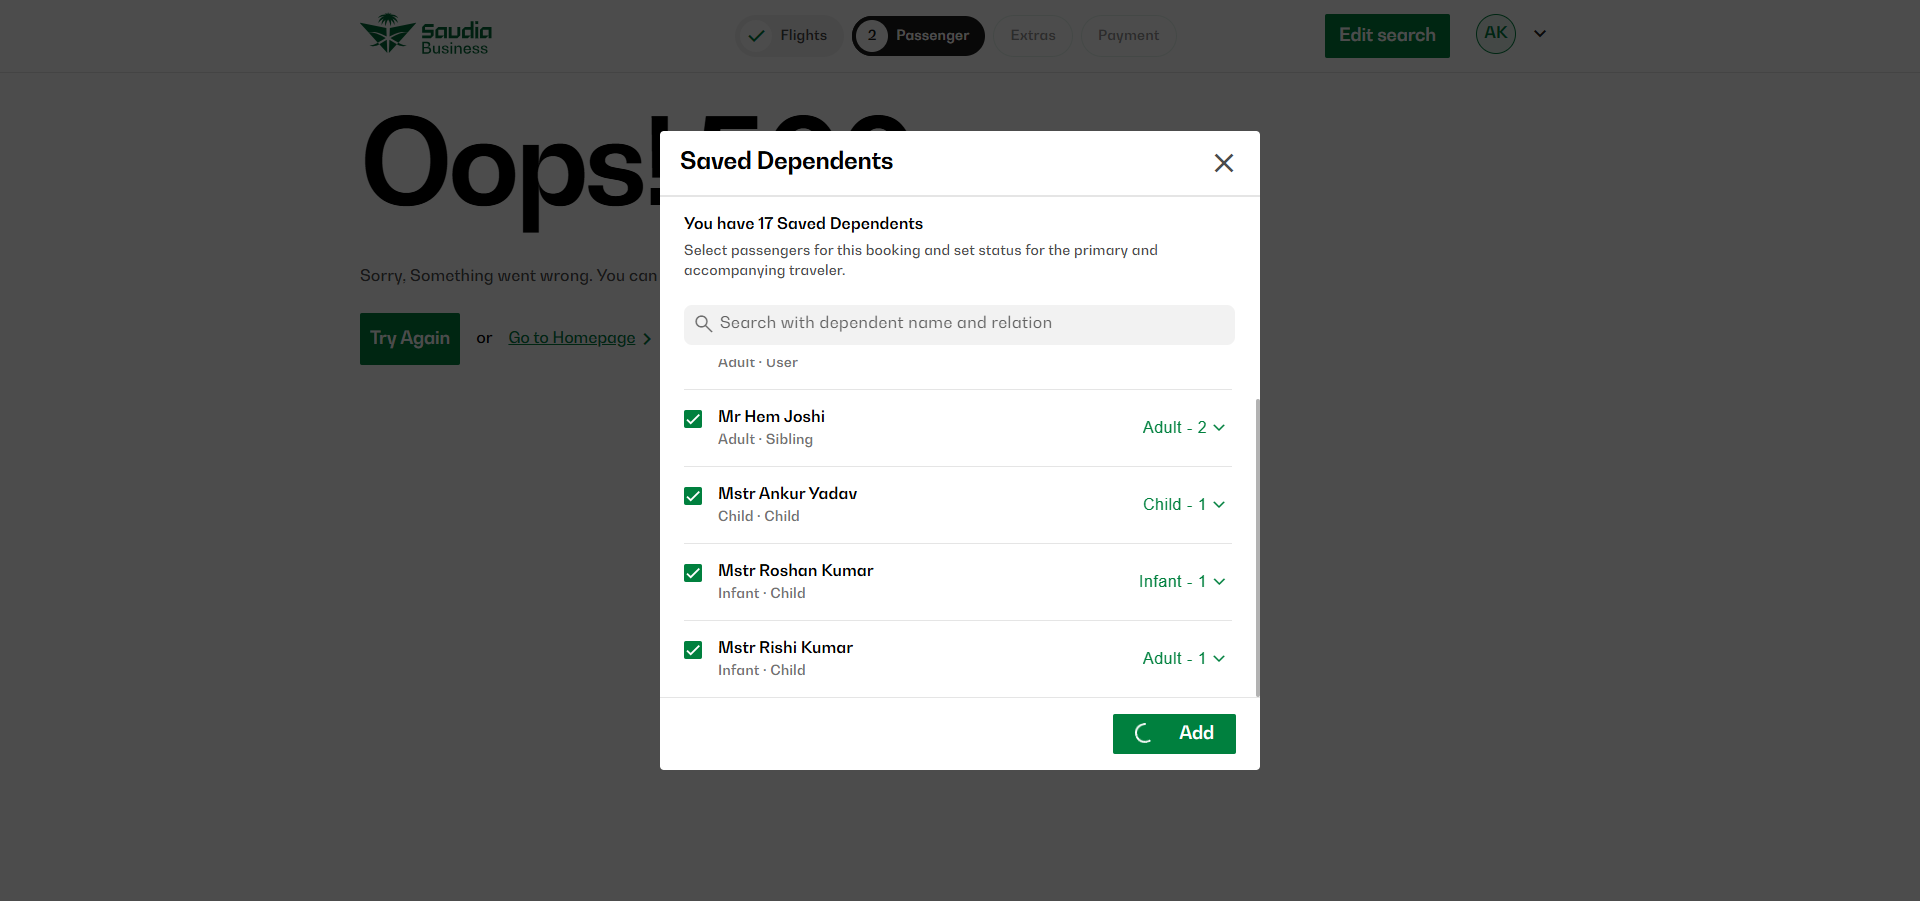 Saudia
Business
Flights
2 Passenger
Extras
Payment
Edit search
AK
Oops!
Sorry, Something went wrong. You can
Try Again or Go to Homepage
Saved Dependents
You have 17 Saved Dependents
Select passengers for this booking and set status for the primary and
accompanying traveler.
Search with dependent name and relation
Adult · User
Mr Hem Joshi
Adult · Sibling
Adult - 2
Mstr Ankur Yadav
Child · Child
Child - 1
Mstr Roshan Kumar
Infant · Child
Infant - 1
Mstr Rishi Kumar
Infant · Child
Adult - 1
Add